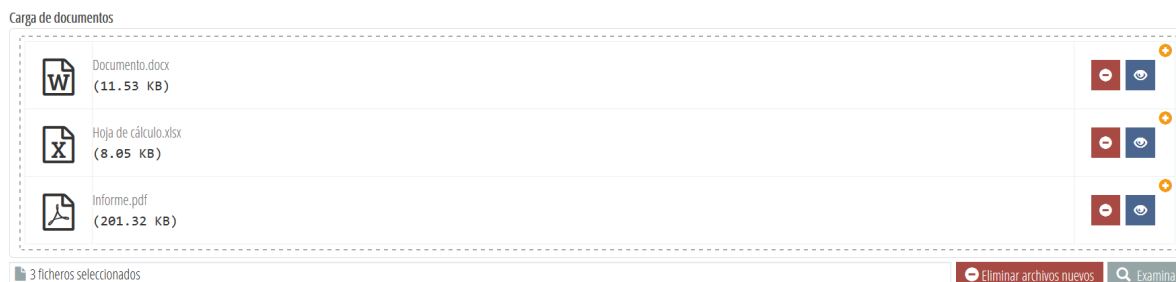 Carga de documentos
W
Documento.docx
(11.53 KB)
X
Hoja de cálculo.xlsx
(8.05 KB)
Informe.pdf
(201.32 KB)
3 ficheros seleccionados
Eliminar archivos nuevos
Examina